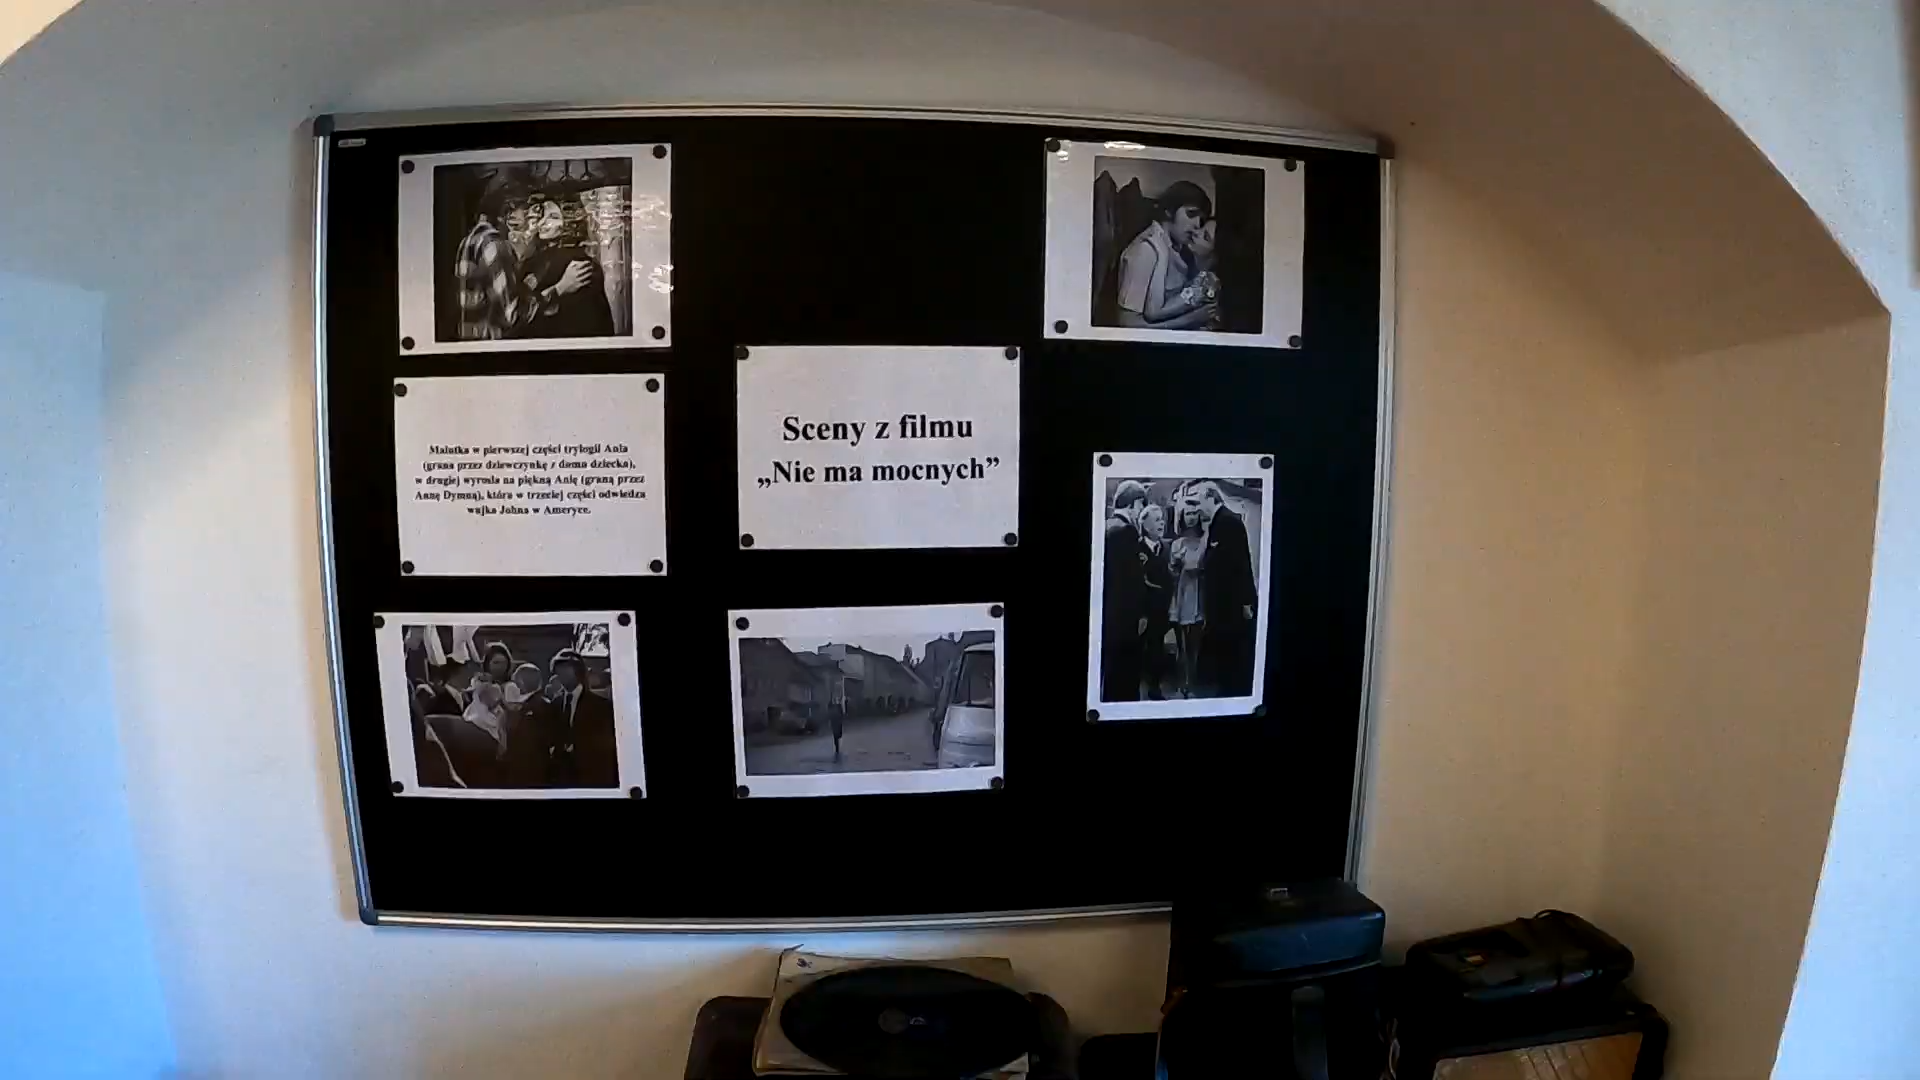 Malutka w pierwszej części trylogii Ania
(grana przez dziewczynkę z domu dziecka),
w drugiej wyrosła na piękną Anię (graną przez
Annę Dymną), która w trzeciej części odwiedza
wujka Johna w Ameryce.
Sceny z filmu
„Nie ma mocnych”